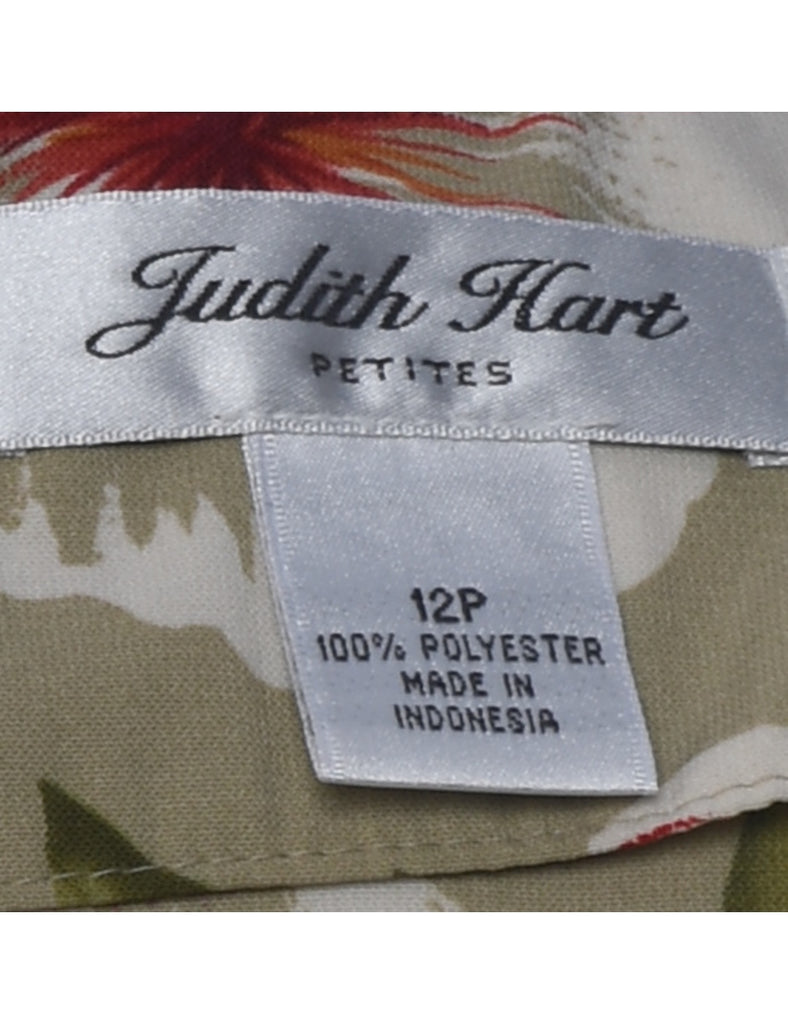 Judith Hart
PETITES
12P
100% POLYESTER
MADE IN
INDONESIA